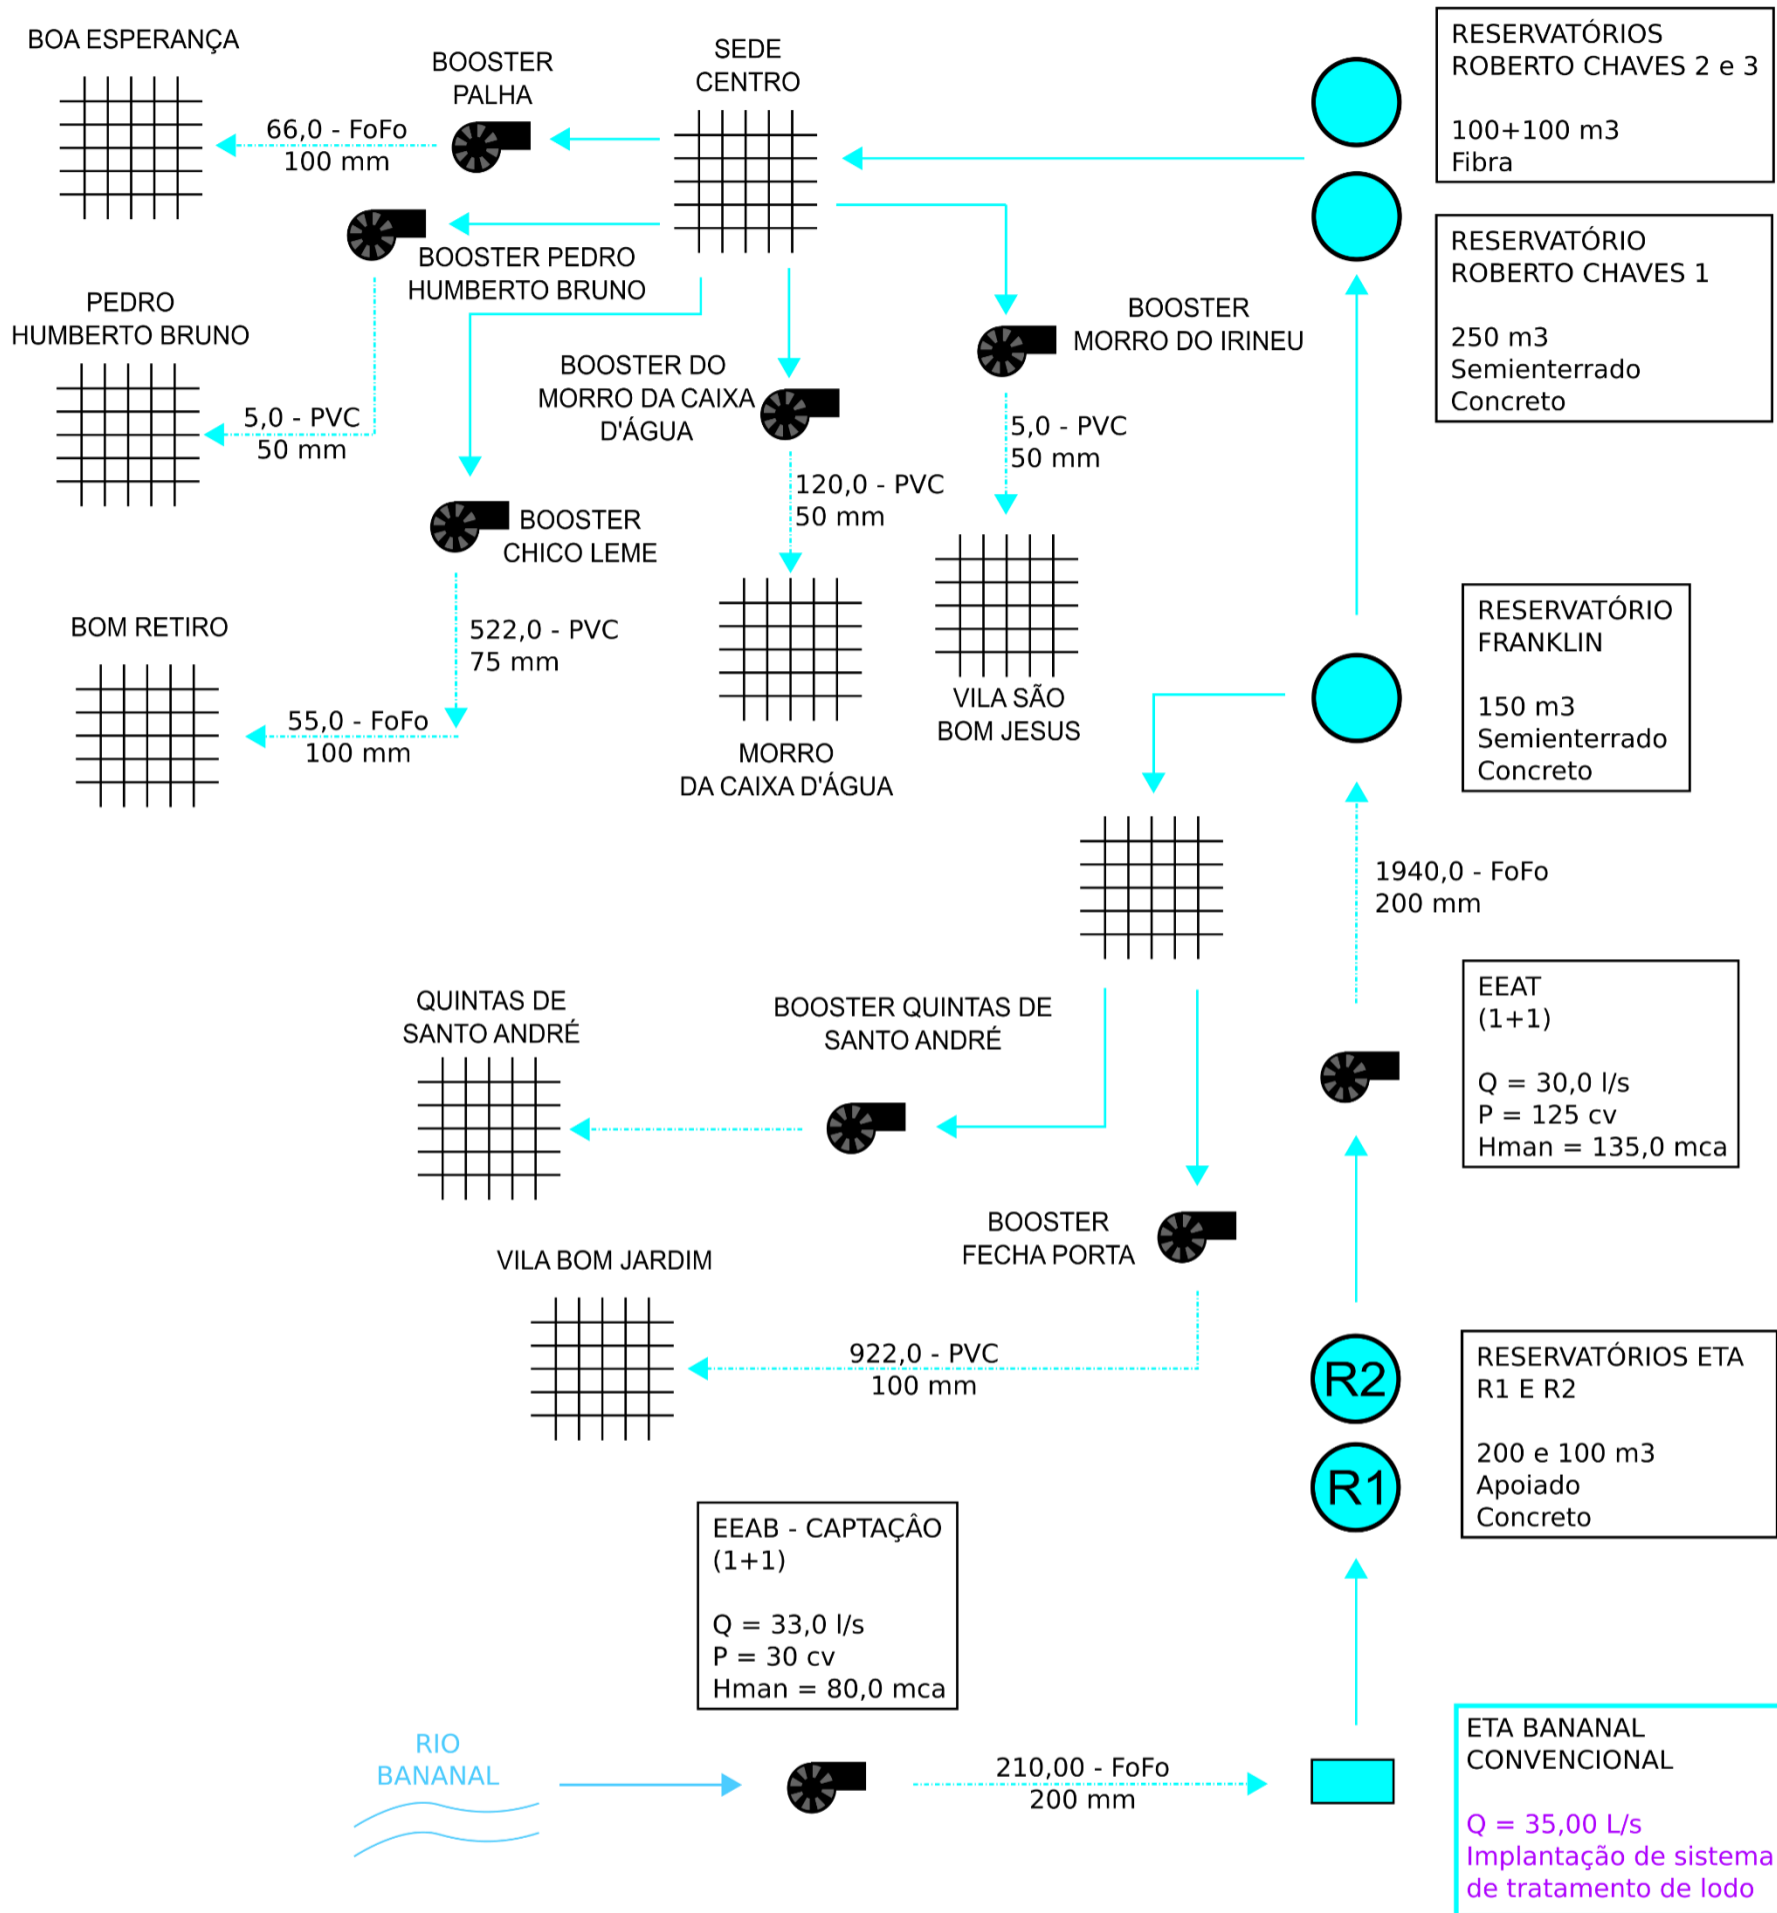 BOA ESPERANÇA
BOOSTER
PALHA
SEDE
CENTRO
66,0 - FoFo
100 mm
RESERVATÓRIOS
ROBERTO CHAVES 2 e 3
100+100 m3
Fibra
RESERVATÓRIO
ROBERTO CHAVES 1
250 m3
Semienterrado
Concreto
BOOSTER PEDRO
HUMBERTO BRUNO
PEDRO
HUMBERTO BRUNO
5,0 - PVC
50 mm
BOOSTER DO
MORRO DA CAIXA
D'ÁGUA
BOOSTER
MORRO DO IRINEU
5,0 - PVC
50 mm
120,0 - PVC
50 mm
BOOSTER
CHICO LEME
BOM RETIRO
522,0 - PVC
75 mm
55,0 - FoFo
100 mm
VILA SÃO
BOM JESUS
MORRO
DA CAIXA D'ÁGUA
RESERVATÓRIO
FRANKLIN
150 m3
Semienterrado
Concreto
1940,0 - FoFo
200 mm
EEAT
(1+1)
Q = 30,0 l/s
P = 125 cv
Hman = 135,0 mca
QUINTAS DE
SANTO ANDRÉ
BOOSTER QUINTAS DE
SANTO ANDRÉ
BOOSTER
FECHA PORTA
VILA BOM JARDIM
922,0 - PVC
100 mm
R2
R1
RESERVATÓRIOS ETA
R1 E R2
200 e 100 m3
Apoiado
Concreto
EEAB - CAPTAÇÂO
(1+1)
Q = 33,0 l/s
P = 30 cv
Hman = 80,0 mca
RIO
BANANAL
210,00 - FoFo
200 mm
ETA BANANAL
CONVENCIONAL
Q = 35,00 L/s
Implantação de sistema
de tratamento de lodo